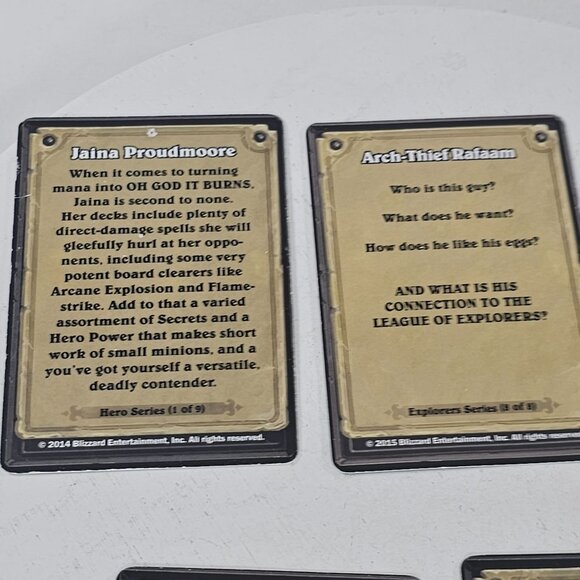 Jaina Proudmoore
When it comes to turning
mana into OH GOD IT BURNS,
Jaina is second to none.
Her decks include plenty of
direct-damage spells she will
gleefully hurl at her oppo-
nents, including some very
potent board clearers like
Arcane Explosion and Flame-
strike. Add to that a varied
assortment of Secrets and a
Hero Power that makes short
work of small minions, and a
you've got yourself a versatile,
deadly contender.
Hero Series (1 of 9)
© 2014 Blizzard Entertainment, Inc. All rights reserved.
Arch-Thief Rafaam
Who is this guy?
What does he want?
How does he like his eggs?
AND WHAT IS HIS
CONNECTION TO THE
LEAGUE OF EXPLORERS?
Explorers Series (8 of 8)
© 2015 Blizzard Entertainment, Inc. All rights reserved.